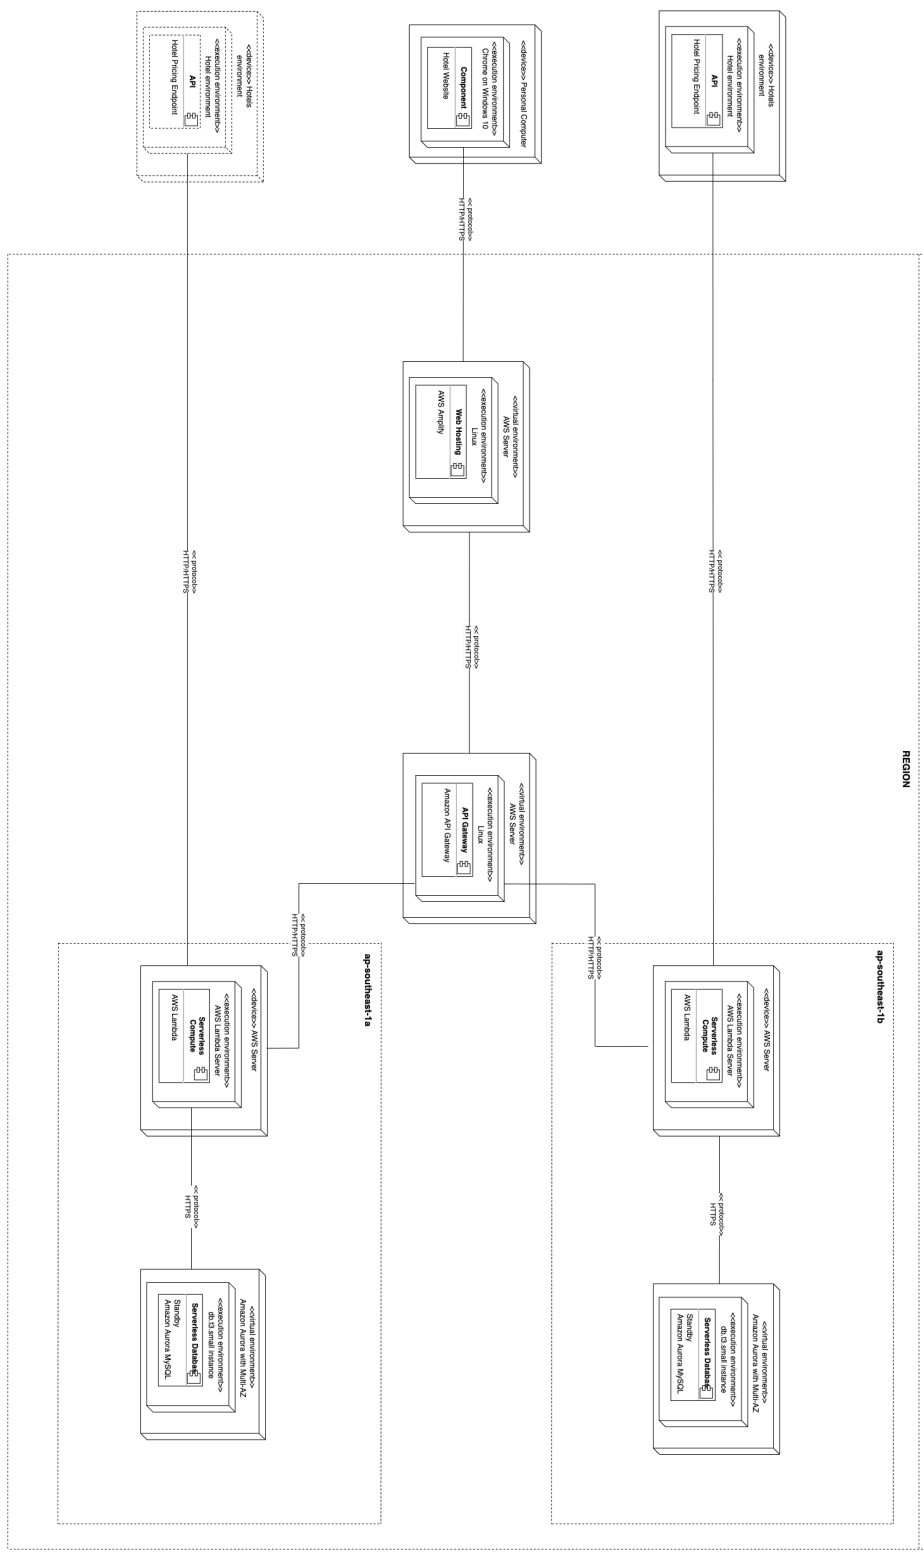 REGION
<<device>> Hotels
environment
<<execution environment>>
Hotel environment
API
Hotel Pricing Endpoint
<< protocol>>
HTTP/HTTPS
ap-southeast-1b
<<device>> AWS Server
<<execution environment>>
AWS Lambda Server
Serverless
Compute
AWS Lambda
<< protocol>>
HTTPS
<<virtual environment>>
Amazon Aurora with Multi-AZ
<<execution environment>>
db.t3.small instance
Serverless Database
Standby
Amazon Aurora MySQL
<< protocol>>
HTTP/HTTPS
<<device>> Personal Computer
<<execution environment>>
Chrome on Windows 10
Component
Hotel Website
<< protocol>>
HTTP/HTTPS
<<virtual environment>>
AWS Server
<<execution environment>>
Linux
Web Hosting
AWS Amplify
<< protocol>>
HTTP/HTTPS
<<virtual environment>>
AWS Server
<<execution environment>>
Linux
API Gateway
Amazon API Gateway
<< protocol>>
HTTP/HTTPS
<<device>> Hotels
environment
<<execution environment>>
Hotel environment
API
Hotel Pricing Endpoint
<< protocol>>
HTTP/HTTPS
ap-southeast-1a
<<device>> AWS Server
<<execution environment>>
AWS Lambda Server
Serverless
Compute
AWS Lambda
<< protocol>>
HTTPS
<<virtual environment>>
Amazon Aurora with Multi-AZ
<<execution environment>>
db.t3.small instance
Serverless Database
Standby
Amazon Aurora MySQL